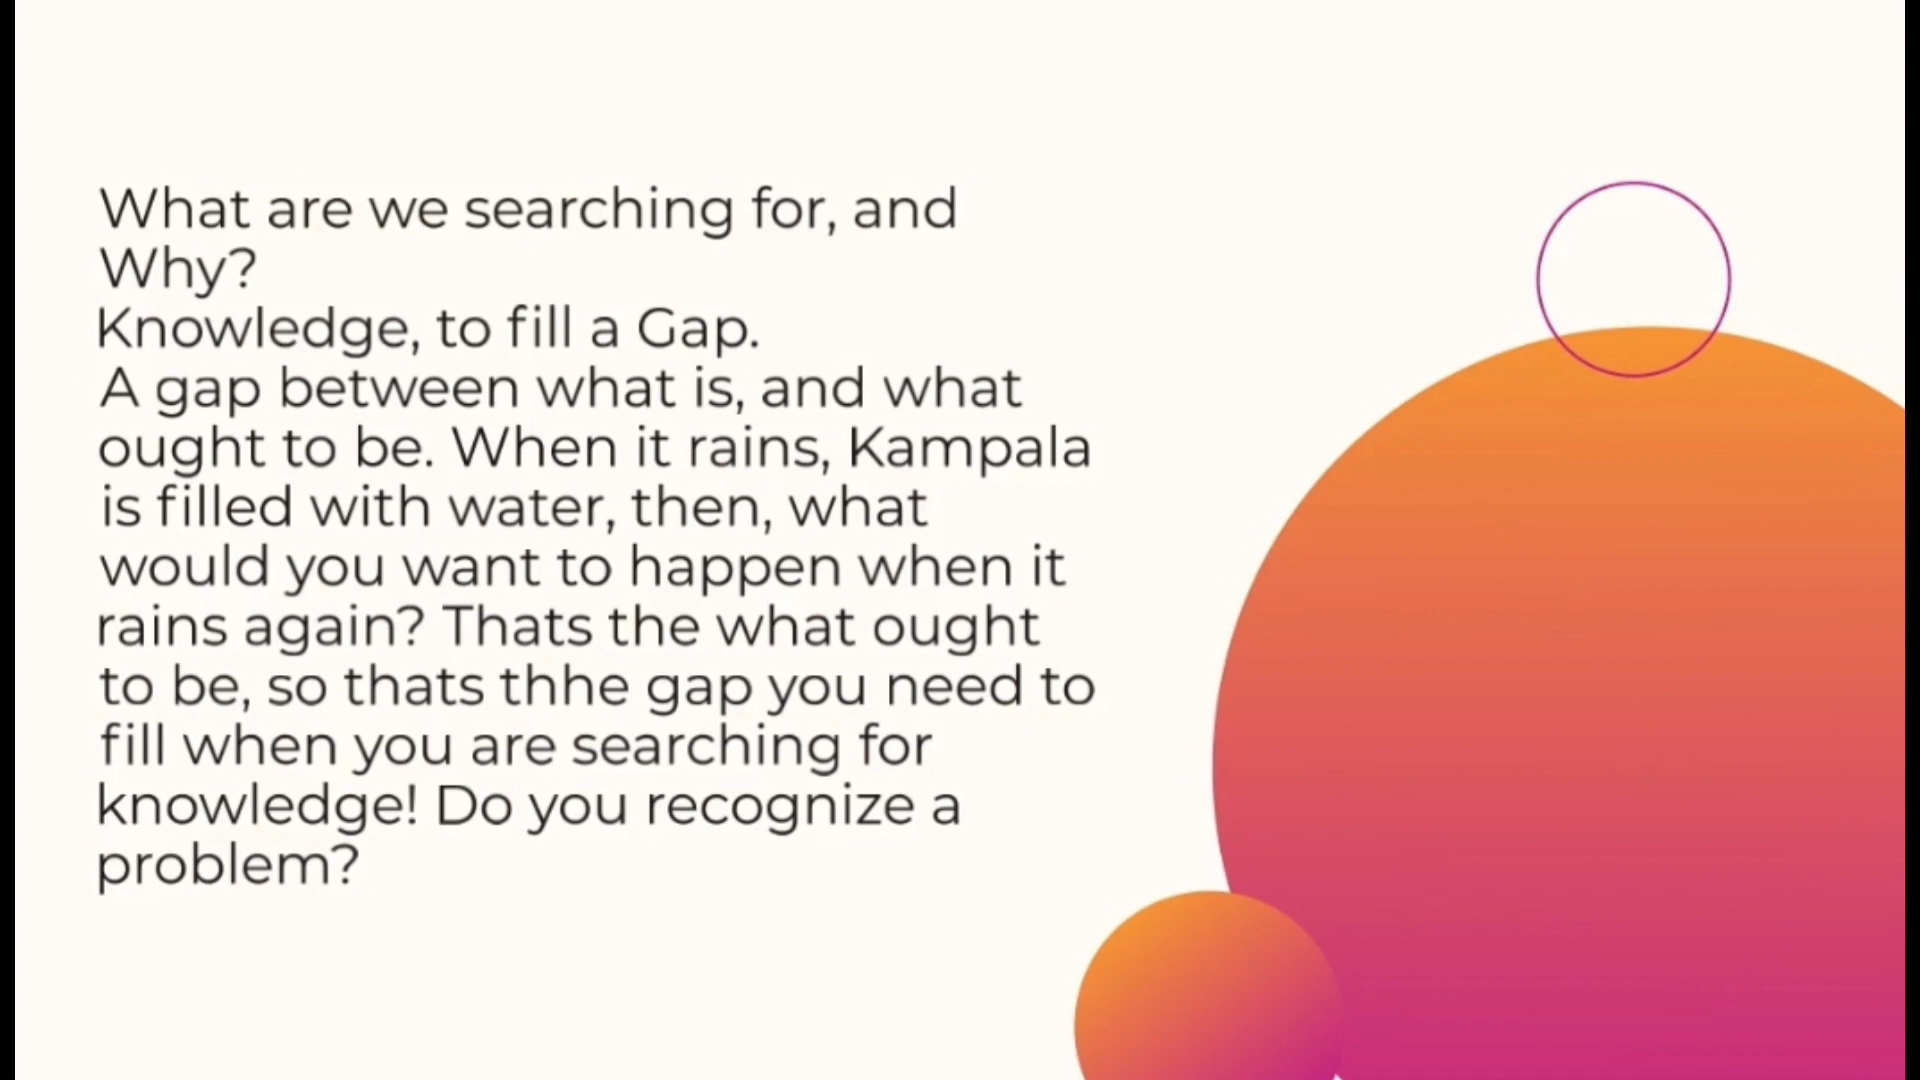 What are we searching for, and
Why?
Knowledge, to fill a Gap.
A gap between what is, and what
ought to be. When it rains, Kampala
is filled with water, then, what
would you want to happen when it
rains again? Thats the what ought
to be, so thats thhe gap you need to
fill when you are searching for
knowledge! Do you recognize a
problem?